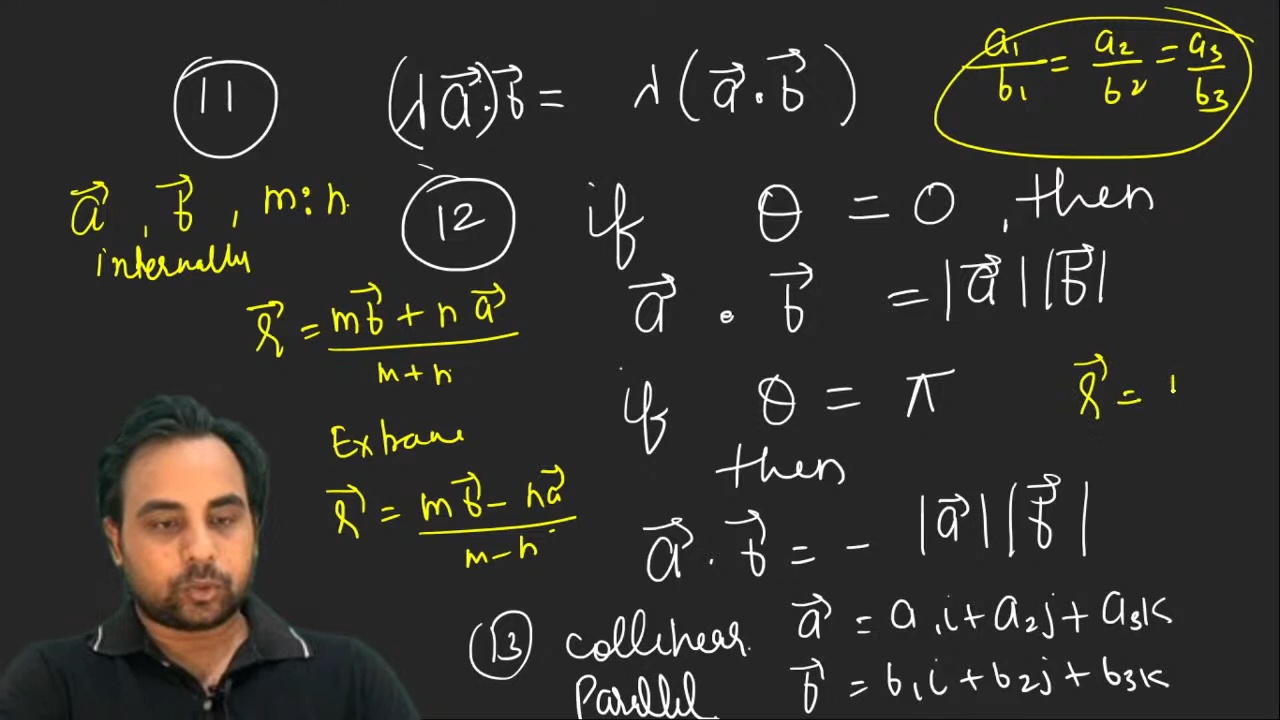 11 (λa⃗.)b⃗ = λ(a⃗.b⃗)
a1/b1 = a2/b2 = a3/b3
a⃗, b⃗, m:n
internally
r⃗ = (mb⃗ + na⃗)/(m+n)
12 if θ = 0, then
a⃗ . b⃗ = |a⃗||b⃗|
if θ = π
then
a⃗ . b⃗ = - |a⃗||b⃗|
r⃗ = 1
r⃗ = (mb⃗ - na⃗)/(m-n)
13 collinear
Parallel
a⃗ = a1i + a2j + a3k
b⃗ = b1i + b2j + b3k